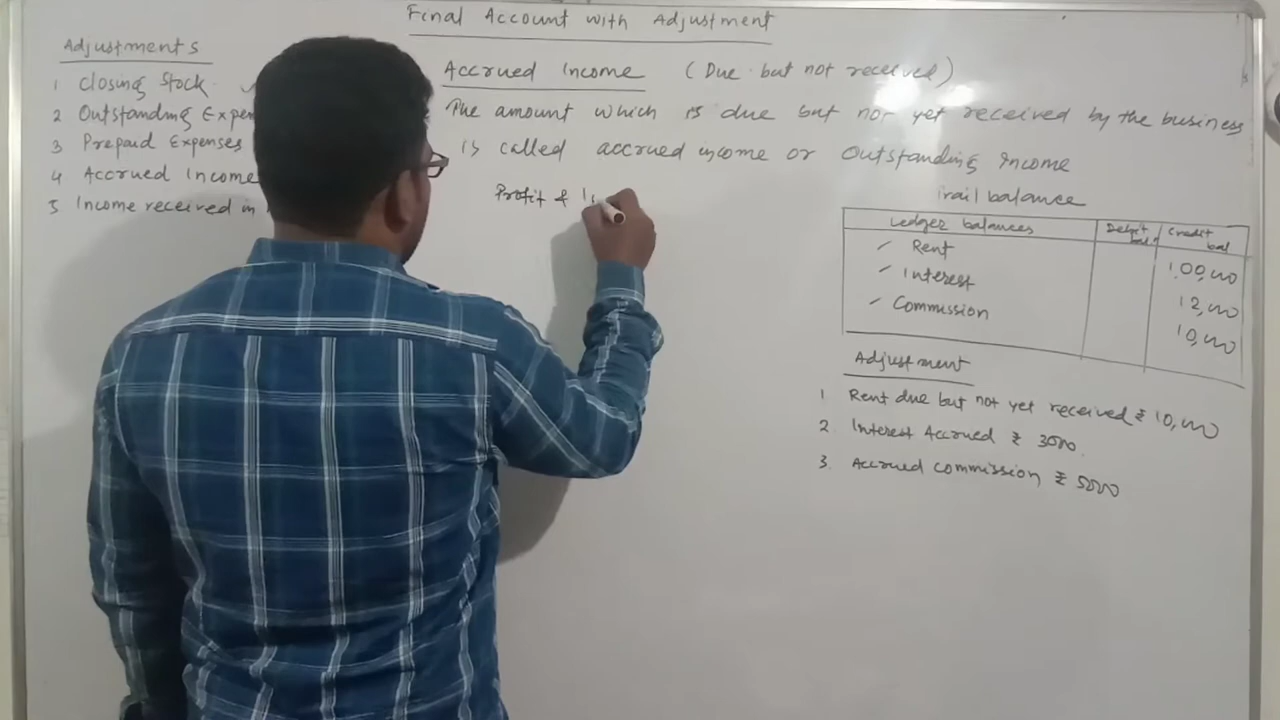 Final Account with Adjustment
Adjustments
1 Closing Stock
2 Outstanding Expen
3 Prepaid Expenses
4 Accrued Income
5 Income received in
Accrued Income (Due but not received)
The amount which is due but not yet received by the business
is called accrued income or Outstanding Income
Profit &
Trail balance
Ledger balances Debit bal. Credit bal
Rent 1,00,000
Interest 12,000
Commission 10,000
Adjustment
1 Rent due but not yet received ₹ 10,000
2. Interest Accrued ₹ 3000.
3. Accrued commission ₹ 5000